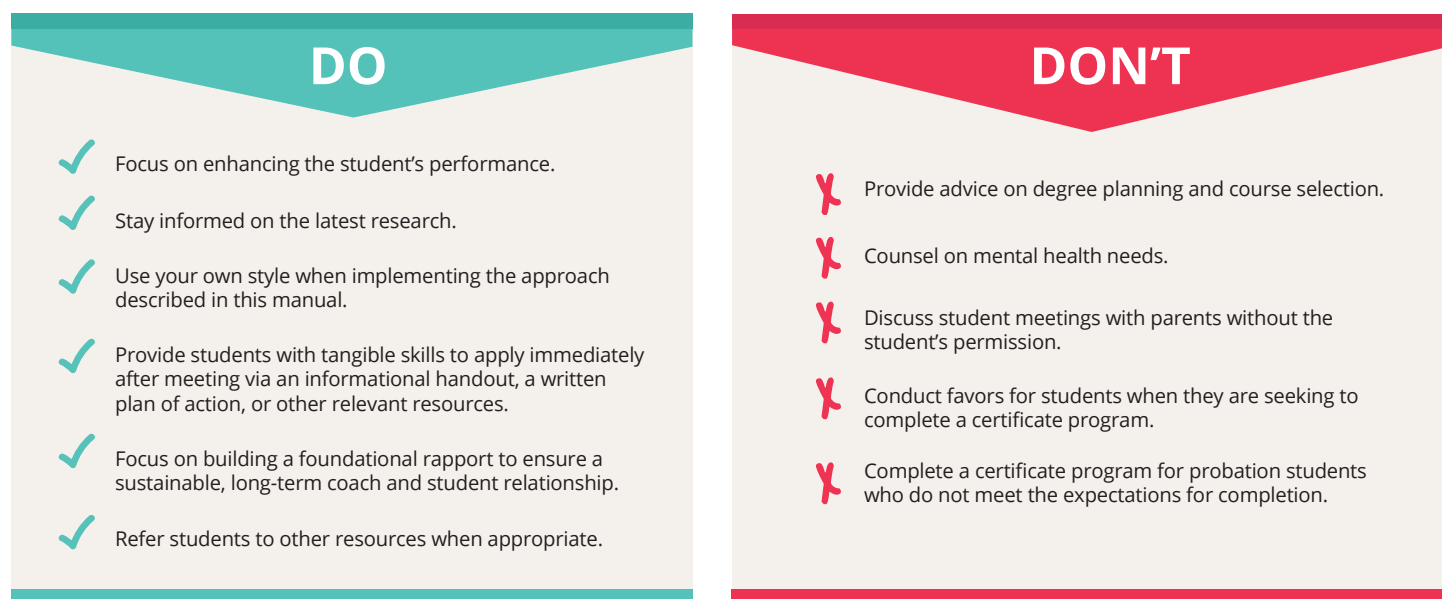 DO
Focus on enhancing the student’s performance.
Stay informed on the latest research.
Use your own style when implementing the approach
described in this manual.
Provide students with tangible skills to apply immediately
after meeting via an informational handout, a written
plan of action, or other relevant resources.
Focus on building a foundational rapport to ensure a
sustainable, long-term coach and student relationship.
Refer students to other resources when appropriate.
DON’T
Provide advice on degree planning and course selection.
Counsel on mental health needs.
Discuss student meetings with parents without the
student’s permission.
Conduct favors for students when they are seeking to
complete a certificate program.
Complete a certificate program for probation students
who do not meet the expectations for completion.